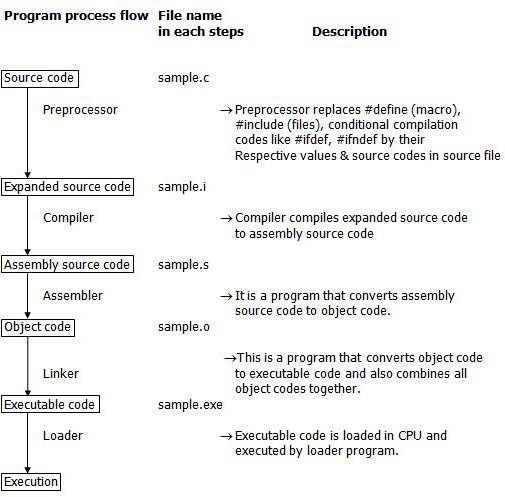 Program process flow File name in each steps Description
Source code sample.c
Preprocessor →Preprocessor replaces #define (macro),
#include (files), conditional compilation
codes like #ifdef, #ifndef by their
Respective values & source codes in source file
Expanded source code sample.i
Compiler →Compiler compiles expanded source code
to assembly source code
Assembly source code sample.s
Assembler →It is a program that converts assembly
source code to object code.
Object code sample.o
→This is a program that converts object code
Linker to executable code and also combines all
object codes together.
Executable code sample.exe
Loader →Executable code is loaded in CPU and
executed by loader program.
Execution